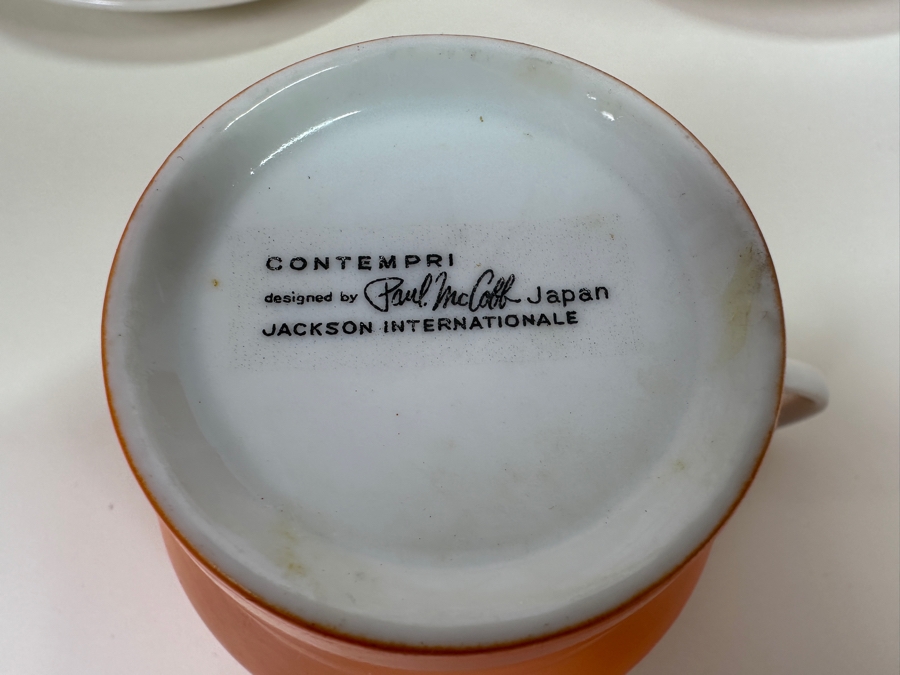 CONTEMPRI
designed by Paul McCobb Japan
JACKSON INTERNATIONALE